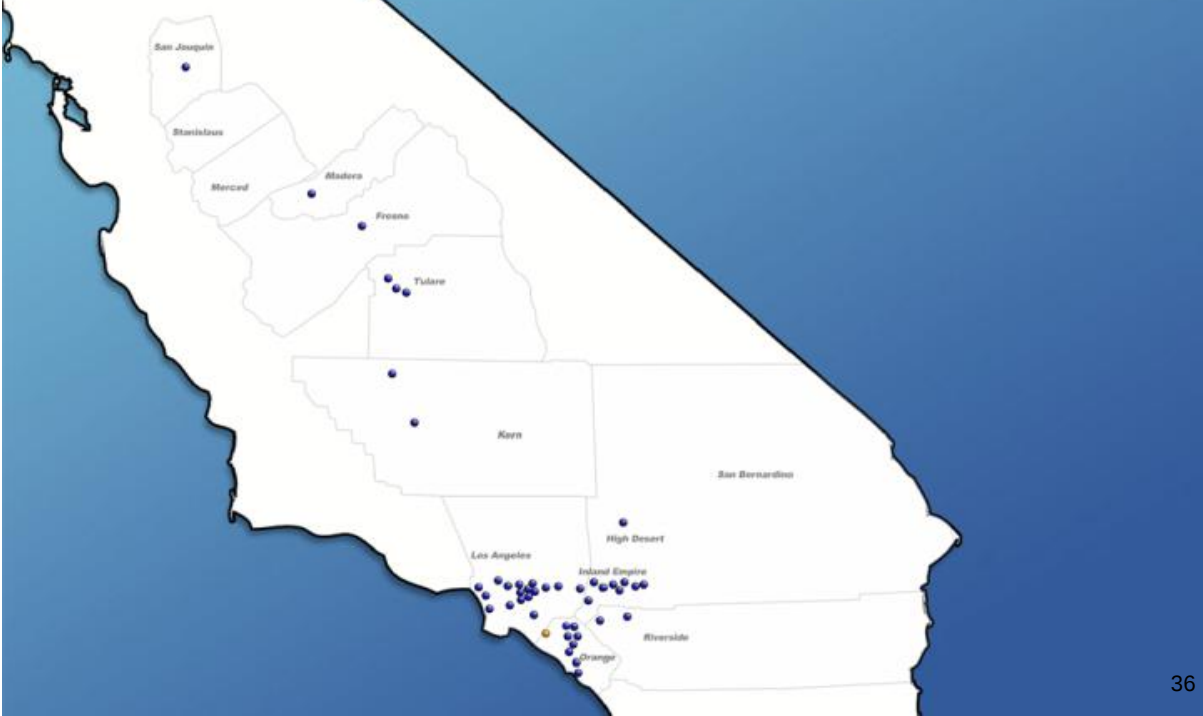 San Joaquin
Stanislaus
Merced
Madera
Fresno
Tulare
Kern
San Bernardino
High Desert
Los Angeles
Inland Empire
Riverside
Orange
36